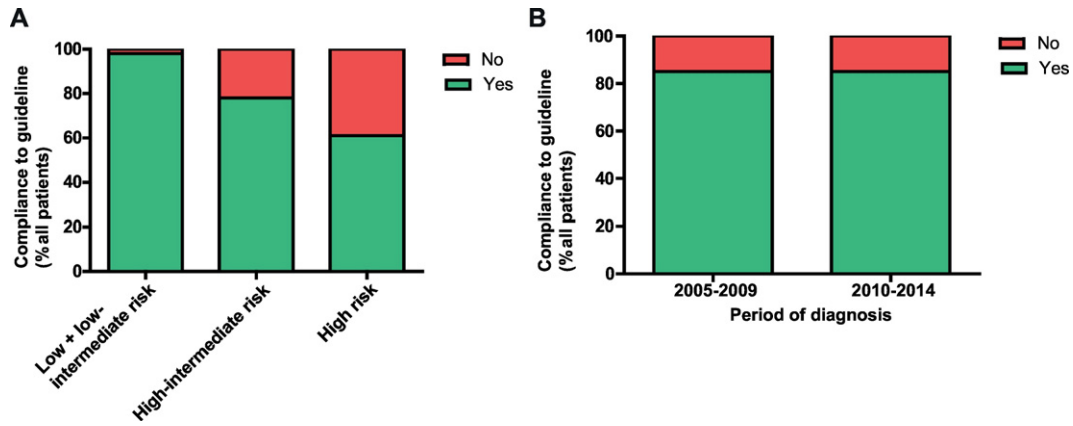 A
Compliance to guideline
(%all patients)
100
80
60
40
20
0
Low + low-
intermediate risk
High-intermediate risk
High risk
No
Yes
B
Compliance to guideline
(%all patients)
100
80
60
40
20
0
2005-2009
2010-2014
Period of diagnosis
No
Yes